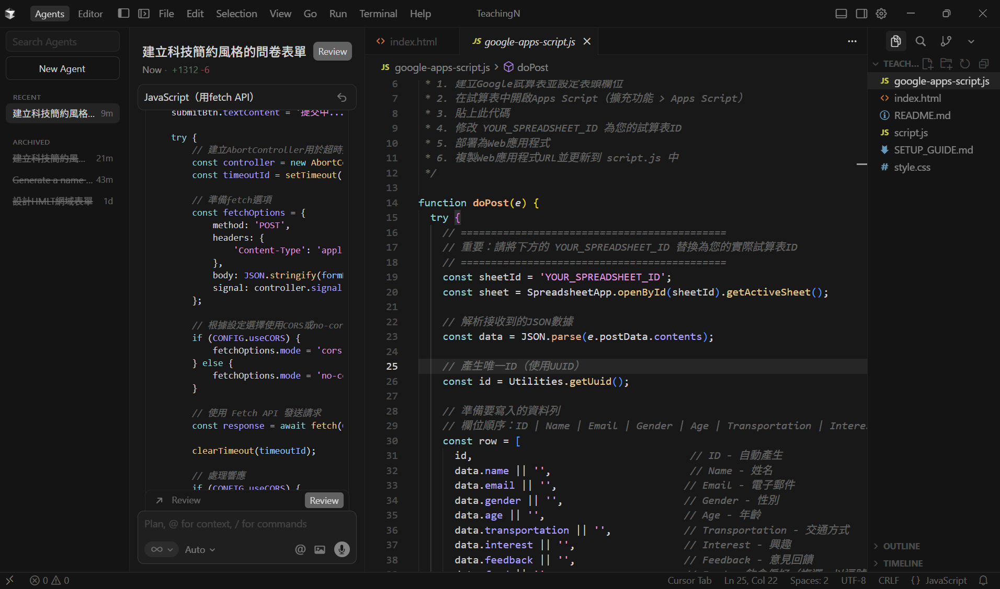 Agents Editor File Edit Selection View Go Run Terminal Help TeachingN
Search Agents
New Agent
RECENT
建立科技簡約風格... 9m
ARCHIVED
建立科技簡約風... 21m
Generate a name ... 43m
設計HMLT網域表單 1d
建立科技簡約風格的問卷表單 Review
Now · +1312 -6
JavaScript（用fetch API）
submitBtn.textContent = '提交中...
try {
// 建立AbortController用於超時
const controller = new AbortCo
const timeoutId = setTimeout(
// 準備fetch選項
const fetchOptions = {
method: 'POST',
headers: {
'Content-Type': 'appl
},
body: JSON.stringify(form
signal: controller.signal
};
// 根據設定選擇使用CORS或no-cor
if (CONFIG.useCORS) {
fetchOptions.mode = 'cors
} else {
fetchOptions.mode = 'no-c
}
// 使用 Fetch API 發送請求
const response = await fetch(
clearTimeout(timeoutId);
// 處理響應
if (CONFIG.useCORS) {
Review Review
Plan, @ for context, / for commands
Auto
index.html JS google-apps-script.js
JS google-apps-script.js > doPost
6 * 1. 建立Google試算表並設定表頭欄位
7 * 2. 在試算表中開啟Apps Script（擴充功能 > Apps Script）
8 * 3. 貼上此代碼
9 * 4. 修改 YOUR_SPREADSHEET_ID 為您的試算表ID
10 * 5. 部署為Web應用程式
11 * 6. 複製Web應用程式URL並更新到 script.js 中
12 */
13
14 function doPost(e) {
15 try {
16 // ============================================
17 // 重要：請將下方的 YOUR_SPREADSHEET_ID 替換為您的實際試算表ID
18 // ============================================
19 const sheetId = 'YOUR_SPREADSHEET_ID';
20 const sheet = SpreadsheetApp.openById(sheetId).getActiveSheet();
21
22 // 解析接收到的JSON數據
23 const data = JSON.parse(e.postData.contents);
24
25 // 產生唯一ID（使用UUID）
26 const id = Utilities.getUuid();
27
28 // 準備要寫入的資料列
29 // 欄位順序：ID | Name | Email | Gender | Age | Transportation | Interes
30 const row = [
31 id, // ID - 自動產生
32 data.name || '', // Name - 姓名
33 data.email || '', // Email - 電子郵件
34 data.gender || '', // Gender - 性別
35 data.age || '', // Age - 年齡
36 data.transportation || '', // Transportation - 交通方式
37 data.interest || '', // Interest - 興趣
38 data.feedback || '', // Feedback - 意見回饋
TEACH...
JS google-apps-script.js
index.html
README.md
JS script.js
SETUP_GUIDE.md
# style.css
OUTLINE
TIMELINE
0 0 Cursor Tab Ln 25, Col 22 Spaces: 2 UTF-8 CRLF {} JavaScript